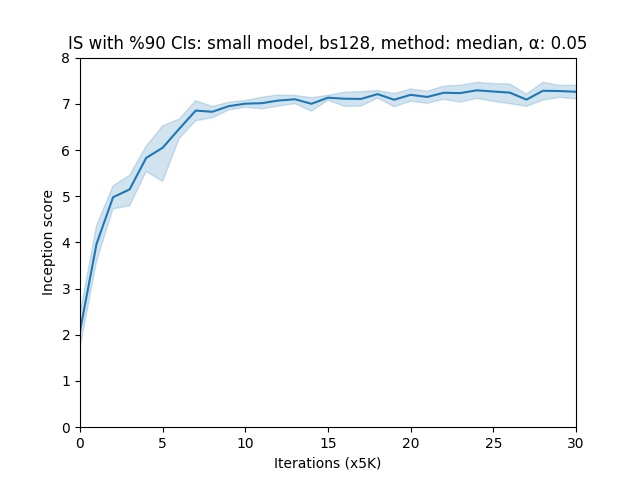 IS with %90 CIs: small model, bs128, method: median, α: 0.05
8
7
6
5
4
3
2
1
0
Inception score
0 5 10 15 20 25 30
Iterations (x5K)